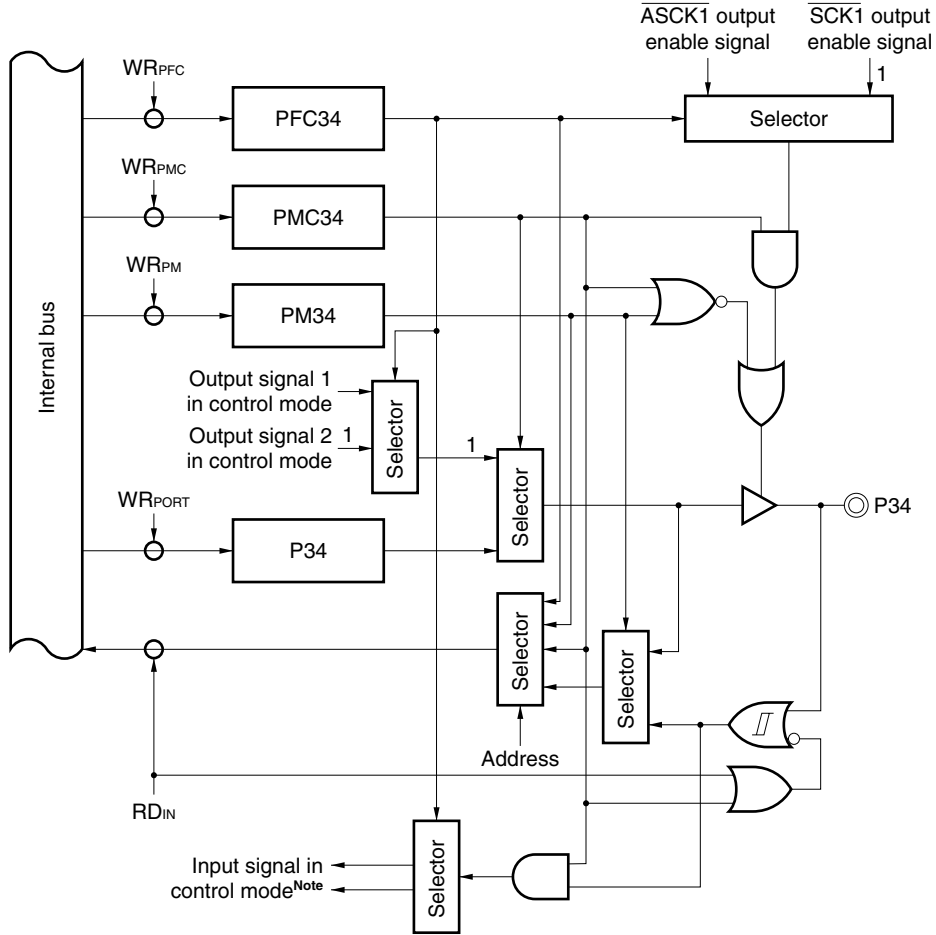 ASCK1 output
enable signal
SCK1 output
enable signal
1
WRPFC
PFC34
Selector
WRPMC
PMC34
WRPM
PM34
Internal bus
Output signal 1
in control mode
Output signal 2
in control mode
1
Selector
1
Selector
WRPORT
P34
P34
Selector
Selector
Address
RDIN
Input signal in
control modeNote
Selector